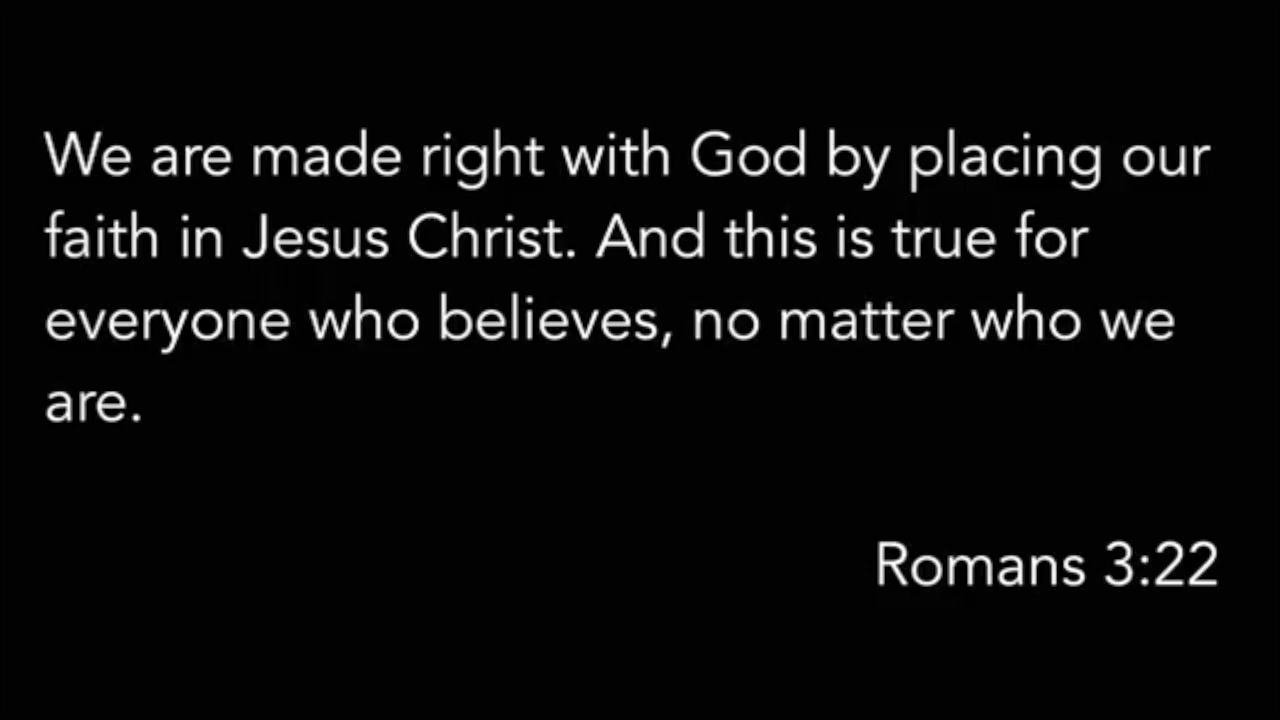 We are made right with God by placing our
faith in Jesus Christ. And this is true for
everyone who believes, no matter who we
are.
Romans 3:22